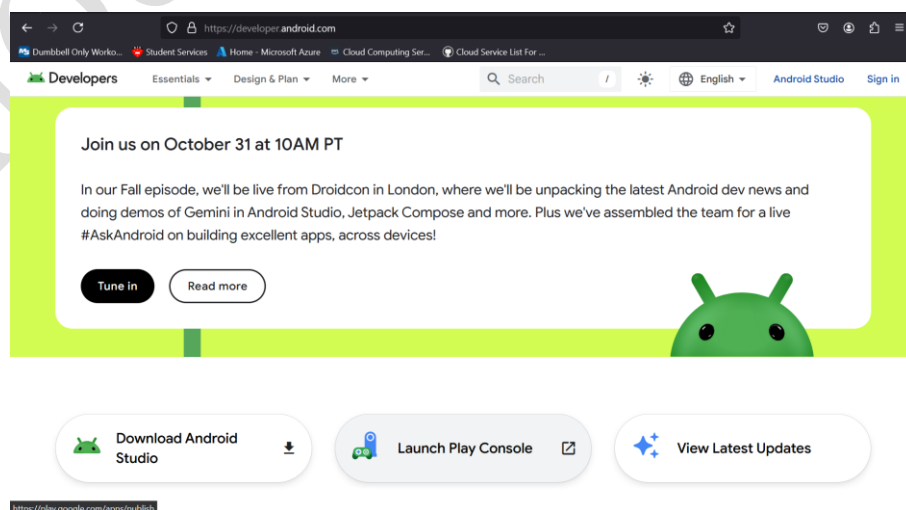 https://developer.android.com
Dumbbell Only Worko... Student Services Home - Microsoft Azure Cloud Computing Ser... Cloud Service List For ...
Developers Essentials Design & Plan More Search / English Android Studio Sign in
Join us on October 31 at 10AM PT
In our Fall episode, we'll be live from Droidcon in London, where we'll be unpacking the latest Android dev news and
doing demos of Gemini in Android Studio, Jetpack Compose and more. Plus we've assembled the team for a live
#AskAndroid on building excellent apps, across devices!
Tune in Read more
Download Android
Studio
Launch Play Console
View Latest Updates
https://play.google.com/apps/publish